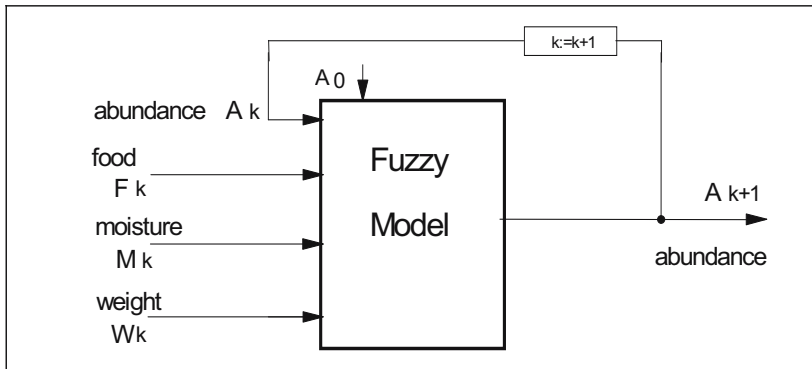 k:=k+1
A 0
abundance A k
food
F k
Fuzzy
Model
moisture
M k
weight
Wk
A k+1
abundance